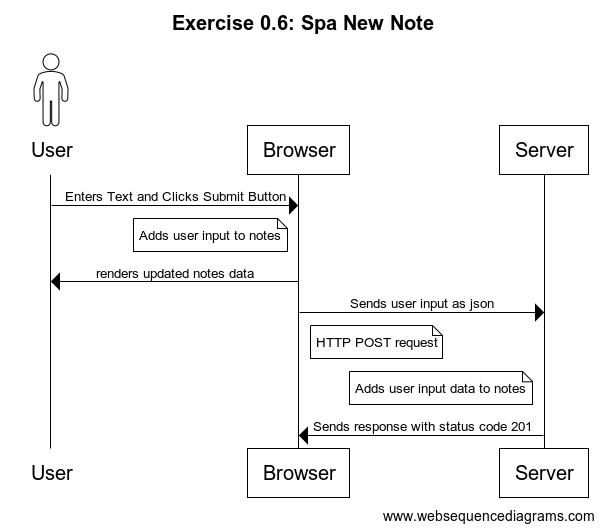 Exercise 0.6: Spa New Note
User
Browser
Server
Enters Text and Clicks Submit Button
Adds user input to notes
renders updated notes data
Sends user input as json
HTTP POST request
Adds user input data to notes
Sends response with status code 201
User
Browser
Server
www.websequencediagrams.com